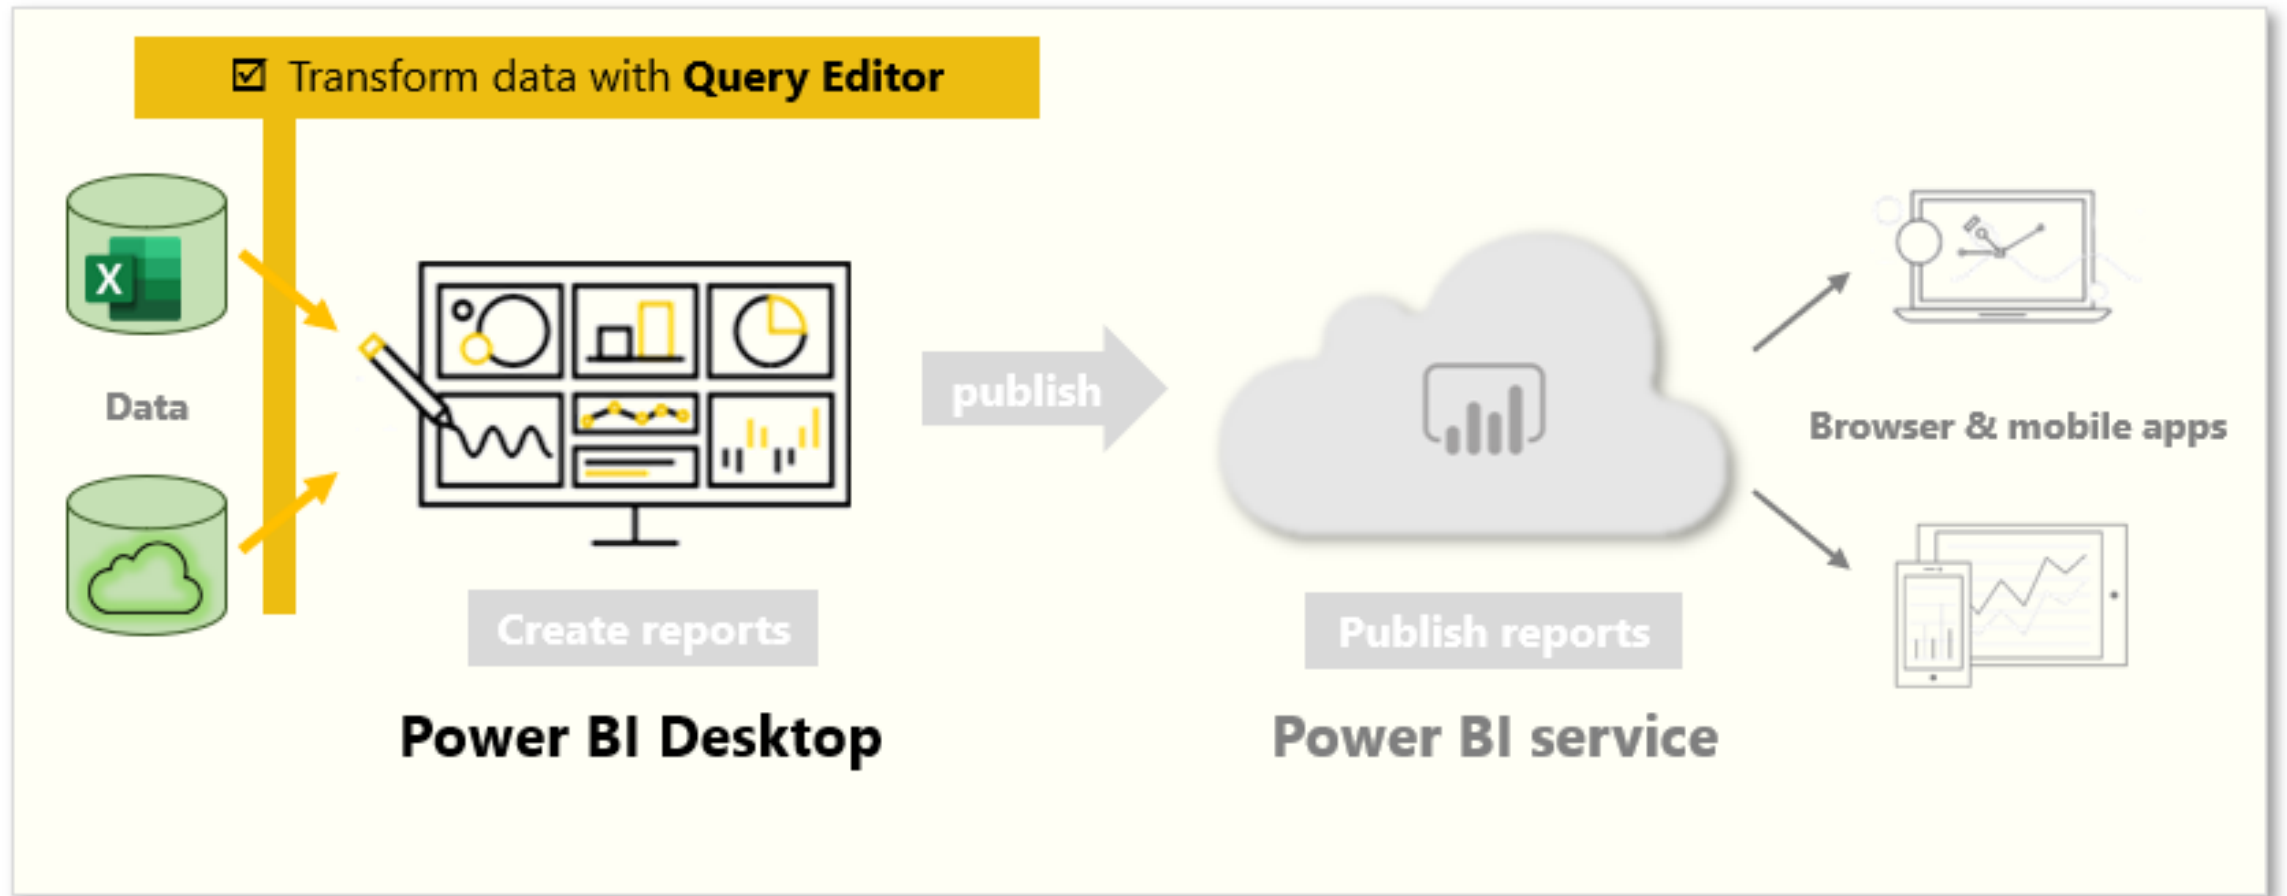 ☑ Transform data with Query Editor
X
Data
publish
Browser & mobile apps
Create reports
Publish reports
Power BI Desktop
Power BI service